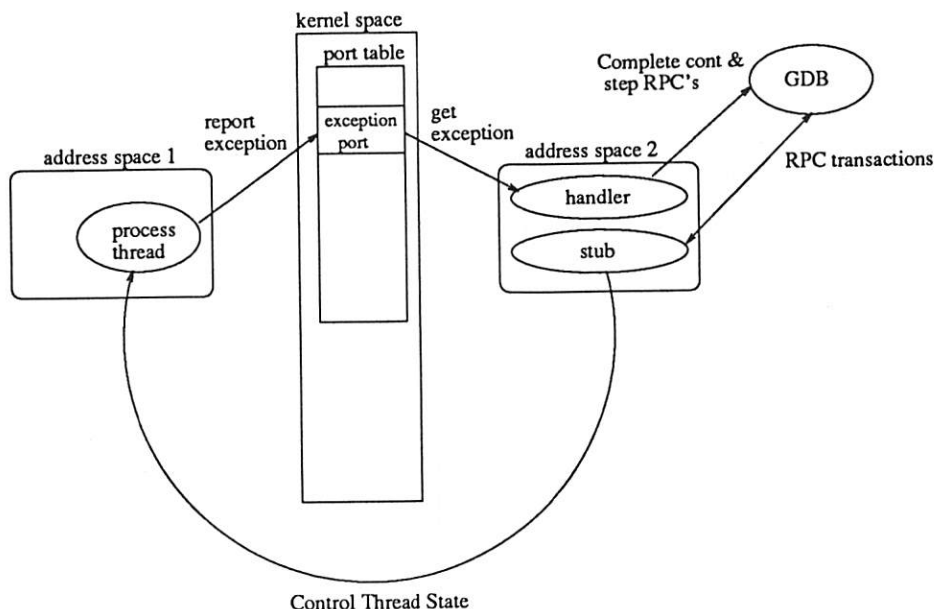 kernel space
port table
Complete cont &
step RPC's
GDB
report
exception
exception
port
get
exception
address space 1
address space 2
RPC transactions
process
thread
handler
stub
Control Thread State